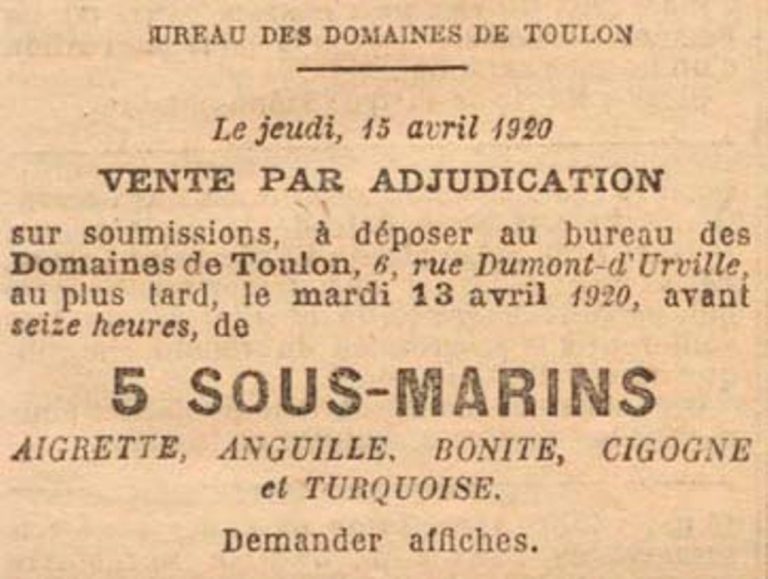 BUREAU DES DOMAINES DE TOULON
Le jeudi, 15 avril 1920
VENTE PAR ADJUDICATION
sur soumissions, à déposer au bureau des
Domaines de Toulon, 6, rue Dumont-d'Urville,
au plus tard, le mardi 13 avril 1920, avant
seize heures, de
5 SOUS-MARINS
AIGRETTE, ANGUILLE, BONITE, CIGOGNE
et TURQUOISE.
Demander affiches.